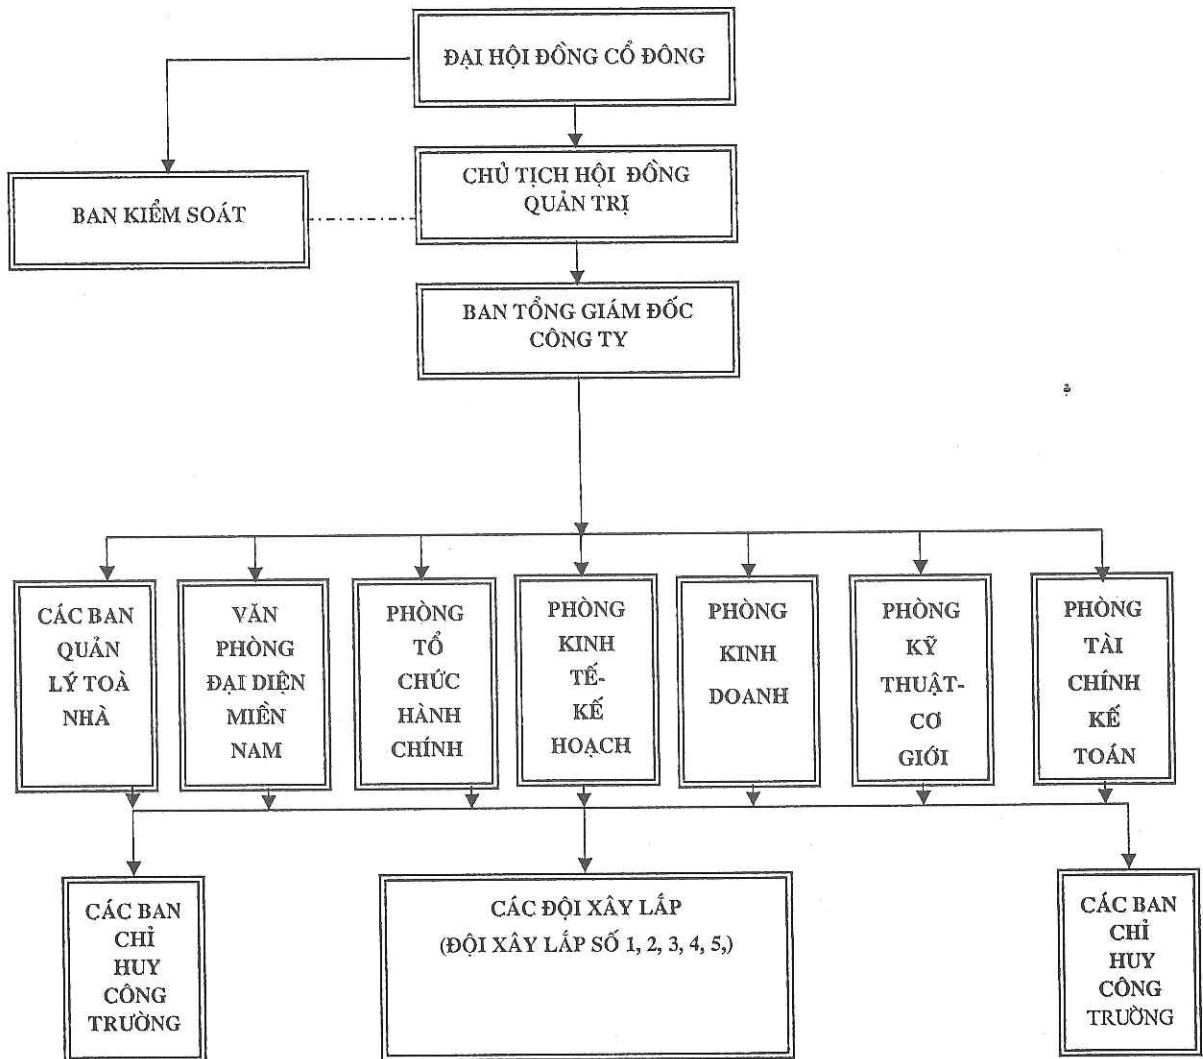 ĐẠI HỘI ĐỒNG CỔ ĐÔNG
CHỦ TỊCH HỘI ĐỒNG
QUẢN TRỊ
BAN KIỂM SOÁT
BAN TỔNG GIÁM ĐỐC
CÔNG TY
CÁC BAN
QUẢN
LÝ TOÀ
NHÀ
VĂN
PHÒNG
ĐẠI DIỆN
MIỀN
NAM
PHÒNG
TỔ
CHỨC
HÀNH
CHÍNH
PHÒNG
KINH
TẾ-
KẾ
HOẠCH
PHÒNG
KINH
DOANH
PHÒNG
KỸ
THUẬT-
CƠ
GIỚI
PHÒNG
TÀI
CHÍNH
KẾ
TOÁN
CÁC BAN
CHỈ
HUY
CÔNG
TRƯỜNG
CÁC ĐỘI XÂY LẮP
(ĐỘI XÂY LẮP SỐ 1, 2, 3, 4, 5,)
CÁC BAN
CHỈ
HUY
CÔNG
TRƯỜNG